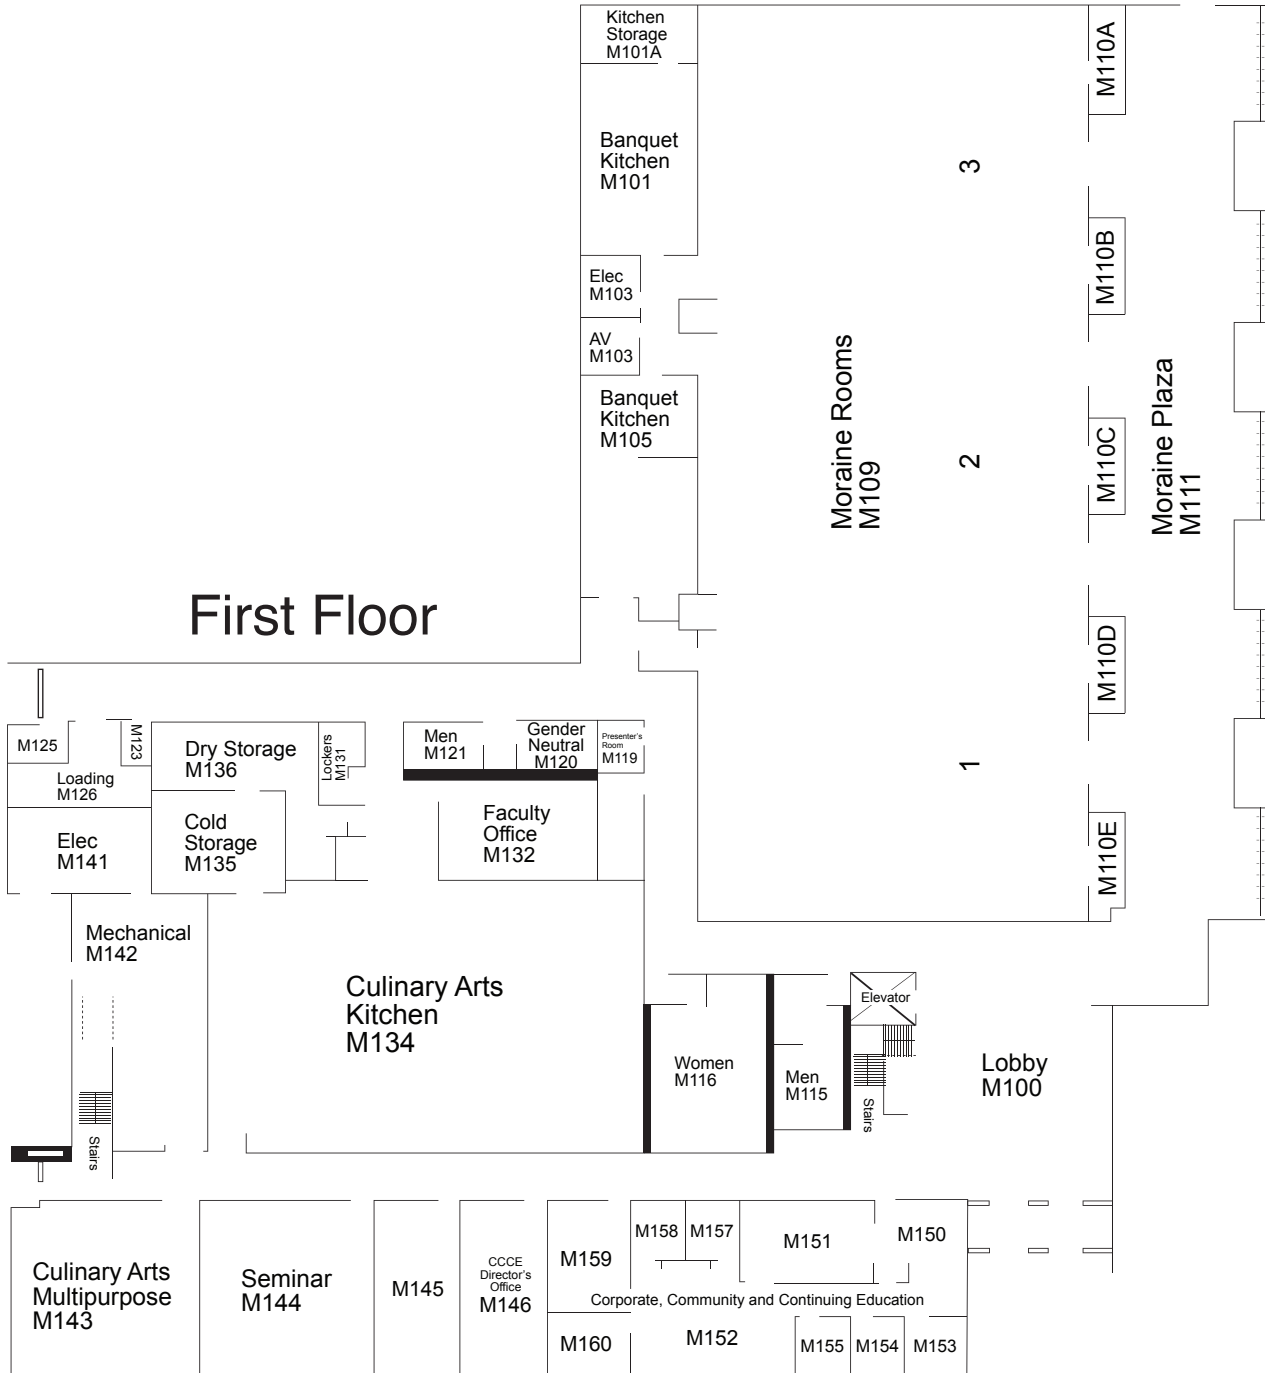 Kitchen
Storage
M101A
M110A
Banquet
Kitchen
M101
3
M110B
Elec
M103
AV
M103
Banquet
Kitchen
M105
Moraine Rooms
M109
2
M110C
Moraine Plaza
M111
First Floor
M110D
1
M110E
M125
M123
Loading
M126
Dry Storage
M136
Lockers
M131
Men
M121
Gender
Neutral
M120
Presenter's
Room
M119
Elec
M141
Cold
Storage
M135
Faculty
Office
M132
Mechanical
M142
Culinary Arts
Kitchen
M134
Women
M116
Men
M115
Elevator
Stairs
Lobby
M100
Stairs
Culinary Arts
Multipurpose
M143
Seminar
M144
M145
CCCE
Director's
Office
M146
M159
M158
M157
M151
M150
Corporate, Community and Continuing Education
M160
M152
M155
M154
M153